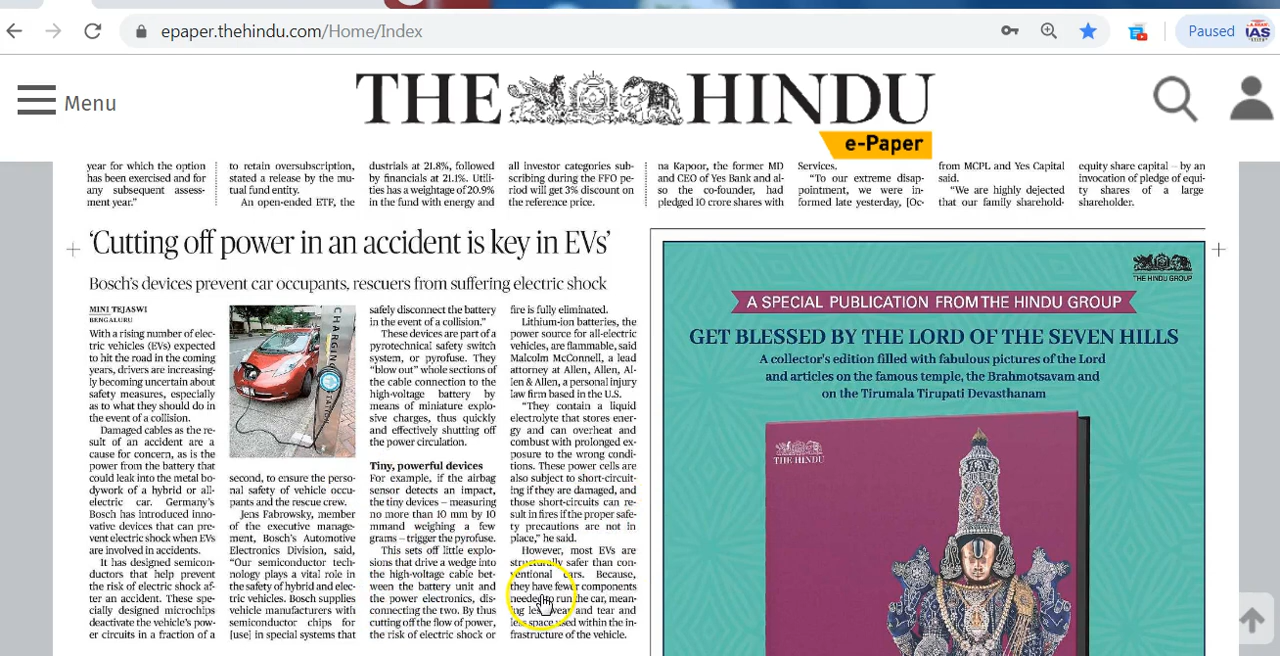 epaper.thehindu.com/Home/Index
Paused
IAS
Menu
THE HINDU
e-Paper
year for which the option
has been exercised and for
any subsequent assess-
ment year.”
to retain oversubscription,
stated a release by the mu-
tual fund entity.
An open-ended ETF, the
dustrials at 21.8%, followed
by financials at 21.1%. Utili-
ties has a weightage of 20.9%
in the fund with energy and
all investor categories sub-
scribing during the FFO pe-
riod will get 3% discount on
the reference price.
na Kapoor, the former MD
and CEO of Yes Bank and al-
so the co-founder, had
pledged 10 crore shares with
Services.
“To our extreme disap-
pointment, we were in-
formed late yesterday, [Oc-
from MCPL and Yes Capital
said.
“We are highly dejected
that our family sharehold-
equity share capital – by an
invocation of pledge of equi-
ty shares of a large
shareholder.
‘Cutting off power in an accident is key in EVs’
Bosch’s devices prevent car occupants, rescuers from suffering electric shock
MINI TEJASWI
BENGALURU
With a rising number of elec-
tric vehicles (EVs) expected
to hit the road in the coming
years, drivers are increasing-
ly becoming uncertain about
safety measures, especially
as to what they should do in
the event of a collision.
Damaged cables as the re-
sult of an accident are a
cause for concern, as is the
power from the battery that
could leak into the metal bo-
dywork of a hybrid or all-
electric car. Germany’s
Bosch has introduced inno-
vative devices that can pre-
vent electric shock when EVs
are involved in accidents.
It has designed semicon-
ductors that help prevent
the risk of electric shock af-
ter an accident. These spe-
cially designed microchips
deactivate the vehicle’s pow-
er circuits in a fraction of a
CHARGING
STATION
second, to ensure the perso-
nal safety of vehicle occu-
pants and the rescue crew.
Jens Fabrowsky, member
of the executive manage-
ment, Bosch’s Automotive
Electronics Division, said,
“Our semiconductor tech-
nology plays a vital role in
the safety of hybrid and elec-
tric vehicles. Bosch supplies
vehicle manufacturers with
semiconductor chips for
[use] in special systems that
safely disconnect the battery
in the event of a collision.”
These devices are part of a
pyrotechnical safety switch
system, or pyrofuse. They
“blow out” whole sections of
the cable connection to the
high-voltage battery by
means of miniature explo-
sive charges, thus quickly
and effectively shutting off
the power circulation.
Tiny, powerful devices
For example, if the airbag
sensor detects an impact,
the tiny devices – measuring
no more than 10 mm by 10
mmand weighing a few
grams – trigger the pyrofuse.
This sets off little explo-
sions that drive a wedge into
the high-voltage cable bet-
ween the battery unit and
the power electronics, dis-
connecting the two. By thus
cutting off the flow of power,
the risk of electric shock or
fire is fully eliminated.
Lithium-ion batteries, the
power source for all-electric
vehicles, are flammable, said
Malcolm McConnell, a lead
attorney at Allen, Allen, Al-
len & Allen, a personal injury
law firm based in the U.S.
“They contain a liquid
electrolyte that stores ener-
gy and can overheat and
combust with prolonged ex-
posure to the wrong condi-
tions. These power cells are
also subject to short-circuit-
ing if they are damaged, and
those short-circuits can re-
sult in fires if the proper safe-
ty precautions are not in
place,” he said.
However, most EVs are
structurally safer than con-
ventional cars. Because,
they have fewer components
needed to run the car, mean-
ing less wear and tear and
less space used within the in-
frastructure of the vehicle.
THE HINDU GROUP
A SPECIAL PUBLICATION FROM THE HINDU GROUP
GET BLESSED BY THE LORD OF THE SEVEN HILLS
A collector's edition filled with fabulous pictures of the Lord
and articles on the famous temple, the Brahmotsavam and
on the Tirumala Tirupati Devasthanam
THE HINDU